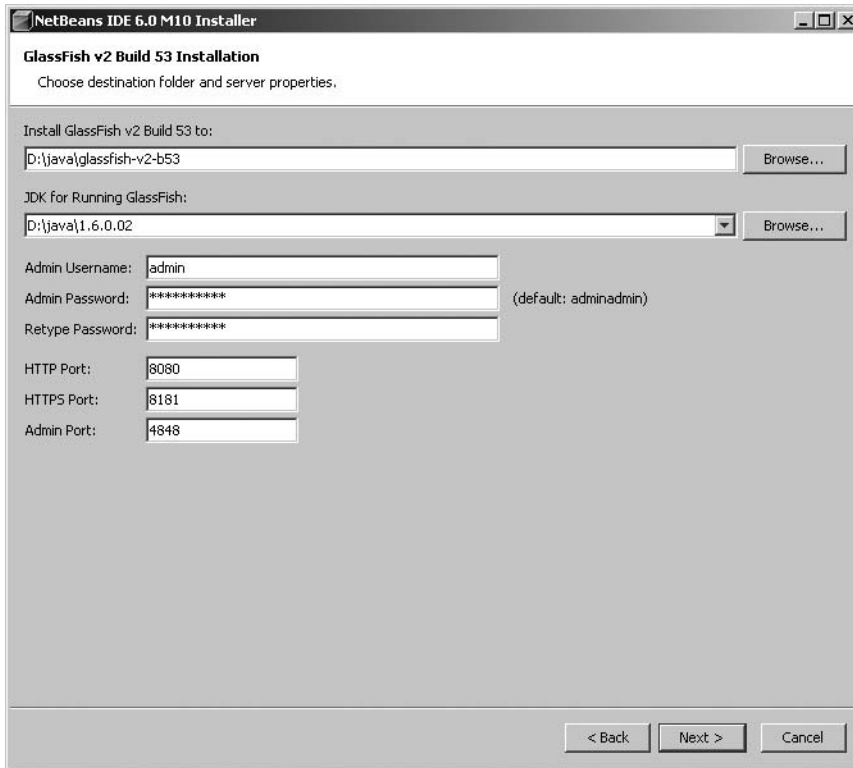 NetBeans IDE 6.0 M10 Installer
GlassFish v2 Build 53 Installation
Choose destination folder and server properties.
Install GlassFish v2 Build 53 to:
D:\java\glassfish-v2-b53 Browse...
JDK for Running GlassFish:
D:\java\1.6.0.02 Browse...
Admin Username: admin
Admin Password: ********** (default: adminadmin)
Retype Password: **********
HTTP Port: 8080
HTTPS Port: 8181
Admin Port: 4848
< Back Next > Cancel